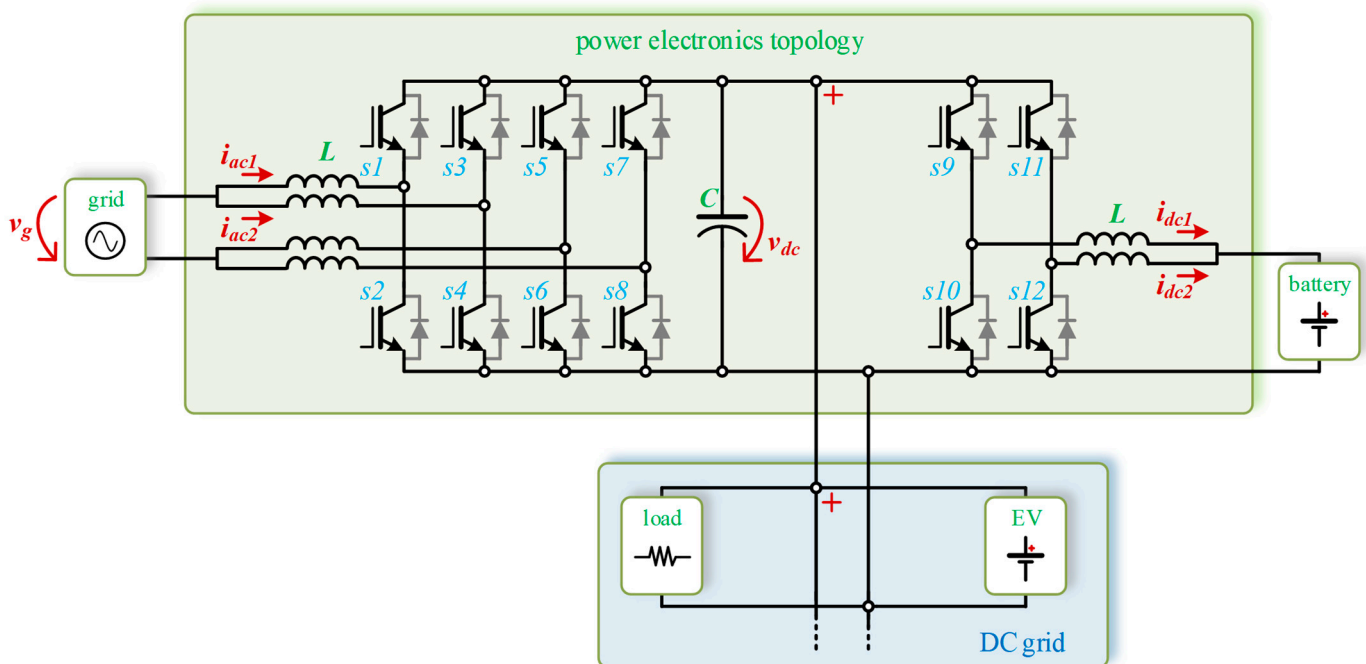 power electronics topology
+
s1
s3
s5
s7
s9
s11
i_ac1
L
grid
v_g
i_ac2
C
v_dc
L
i_dc1
i_dc2
s2
s4
s6
s8
s10
s12
battery
+
+
load
EV
+
DC grid